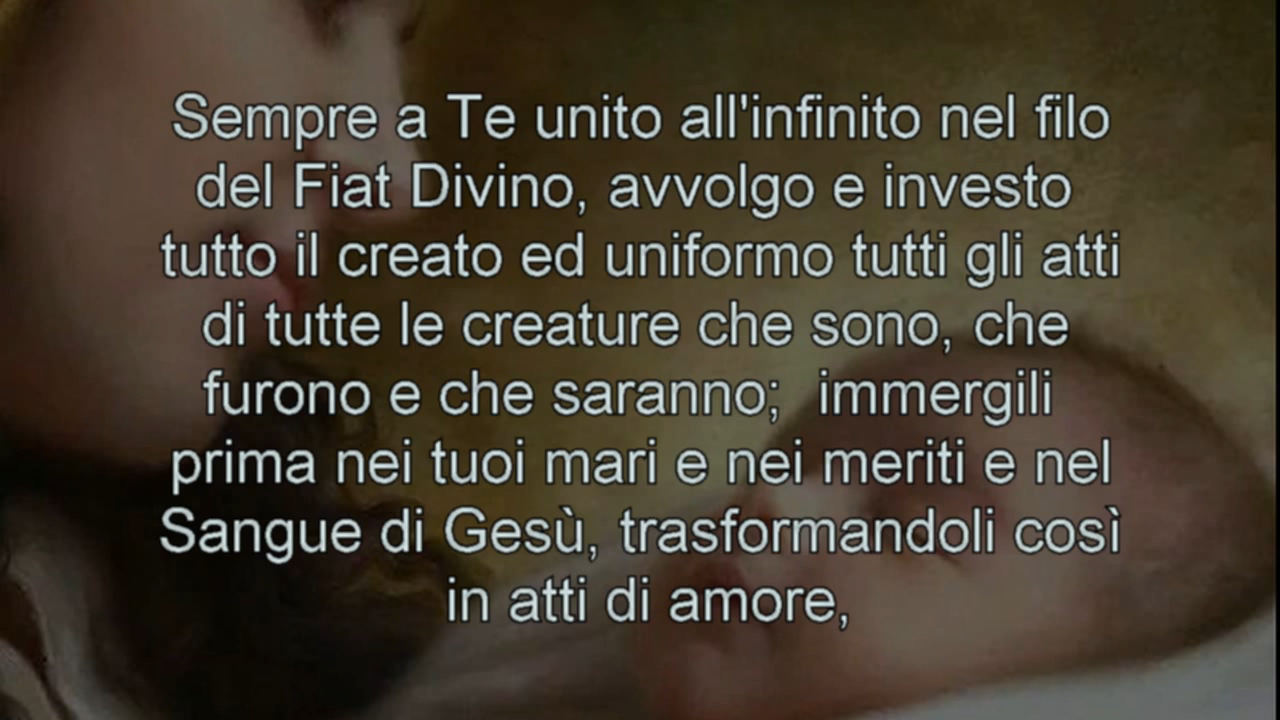 Sempre a Te unito all'infinito nel filo
del Fiat Divino, avvolgo e investo
tutto il creato ed uniformo tutti gli atti
di tutte le creature che sono, che
furono e che saranno;  immergili
prima nei tuoi mari e nei meriti e nel
Sangue di Gesù, trasformandoli così
in atti di amore,